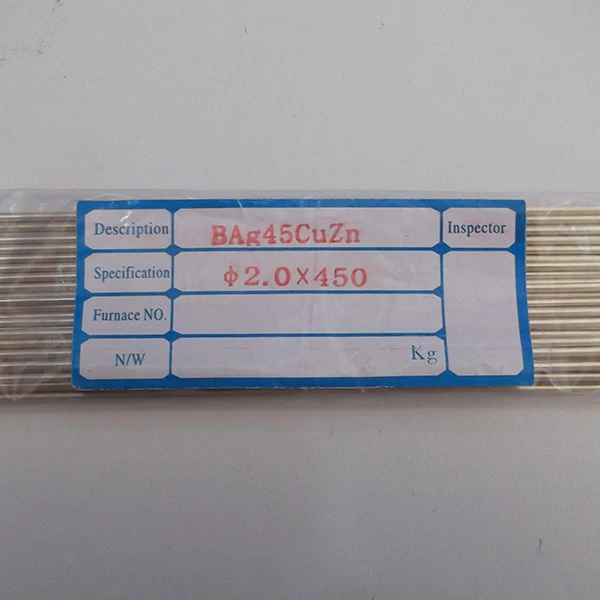 Description BAg45CuZn Inspector
Specification Φ2.0×450
Furnace NO.
N/W Kg